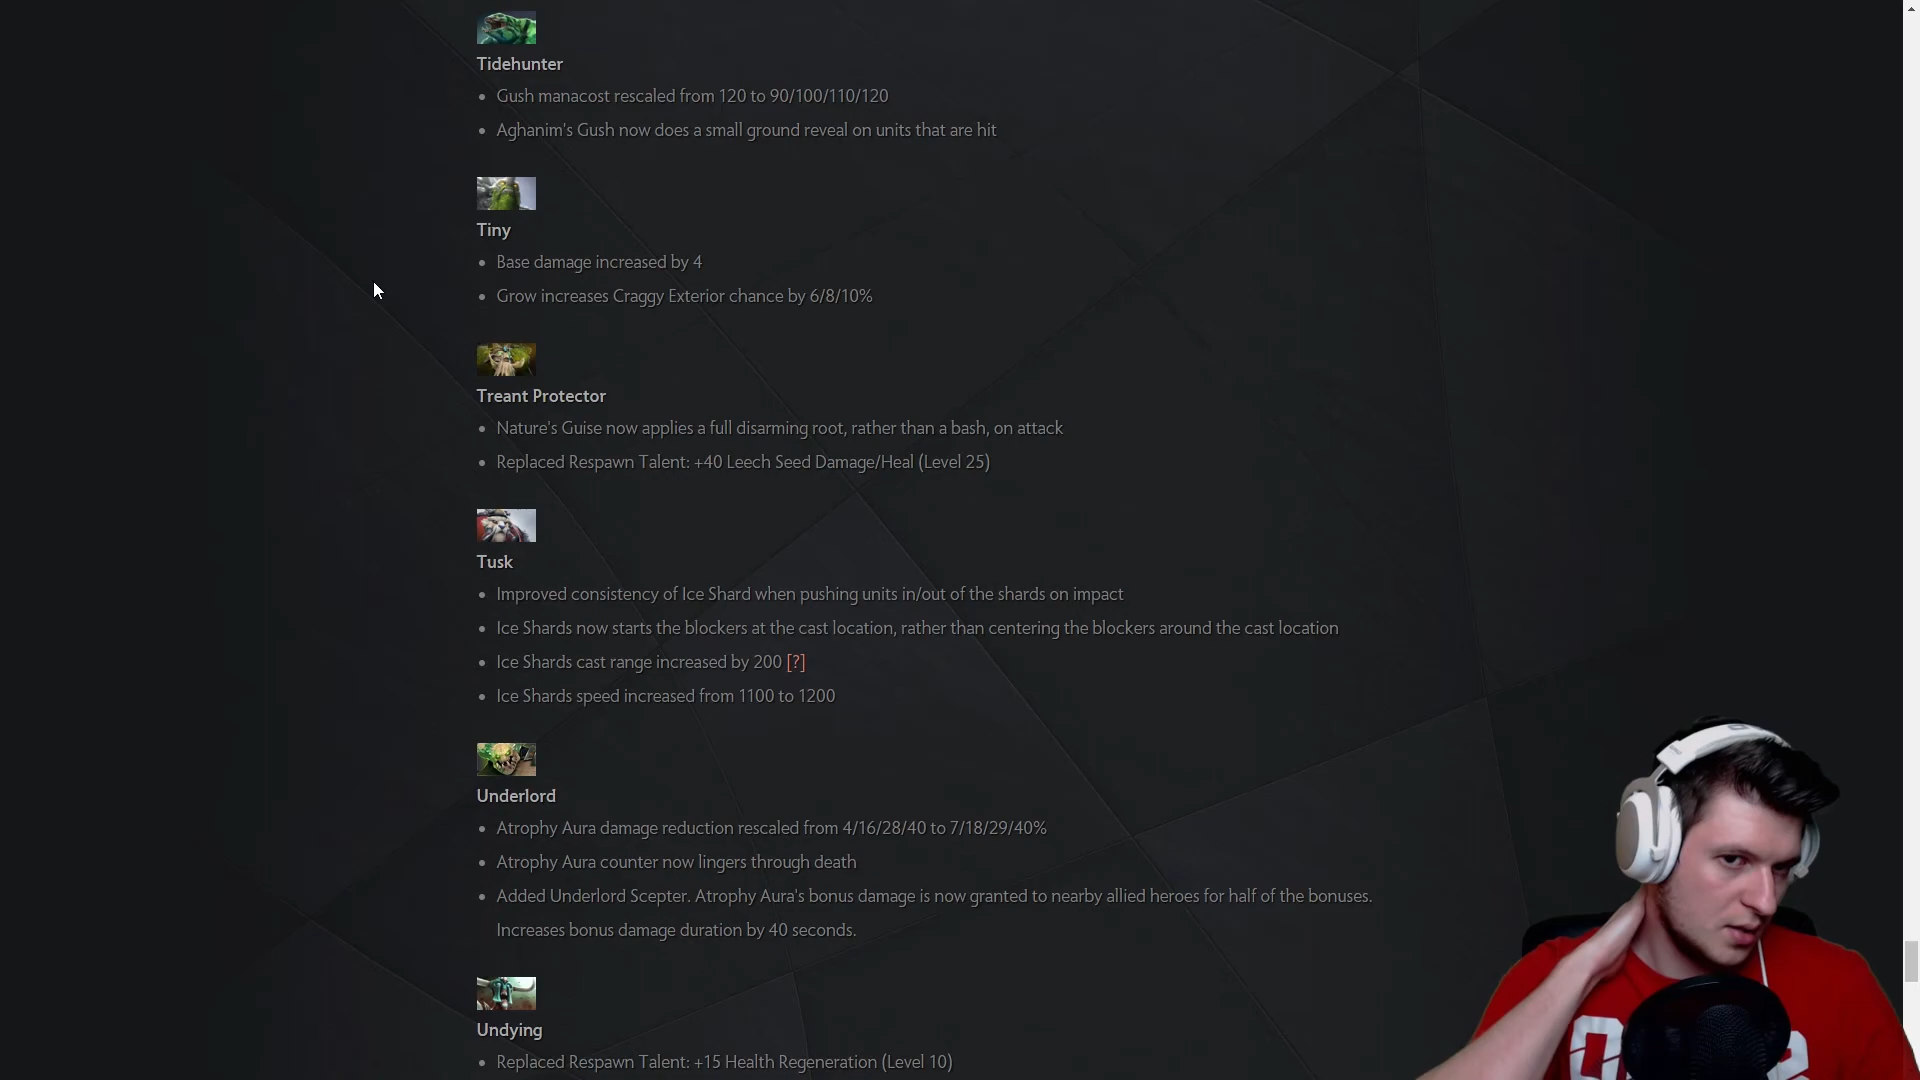 Tidehunter
• Gush manacost rescaled from 120 to 90/100/110/120
• Aghanim's Gush now does a small ground reveal on units that are hit
Tiny
• Base damage increased by 4
• Grow increases Craggy Exterior chance by 6/8/10%
Treant Protector
• Nature's Guise now applies a full disarming root, rather than a bash, on attack
• Replaced Respawn Talent: +40 Leech Seed Damage/Heal (Level 25)
Tusk
• Improved consistency of Ice Shard when pushing units in/out of the shards on impact
• Ice Shards now starts the blockers at the cast location, rather than centering the blockers around the cast location
• Ice Shards cast range increased by 200 [?]
• Ice Shards speed increased from 1100 to 1200
Underlord
• Atrophy Aura damage reduction rescaled from 4/16/28/40 to 7/18/29/40%
• Atrophy Aura counter now lingers through death
• Added Underlord Scepter. Atrophy Aura's bonus damage is now granted to nearby allied heroes for half of the bonuses.
Increases bonus damage duration by 40 seconds.
Undying
• Replaced Respawn Talent: +15 Health Regeneration (Level 10)